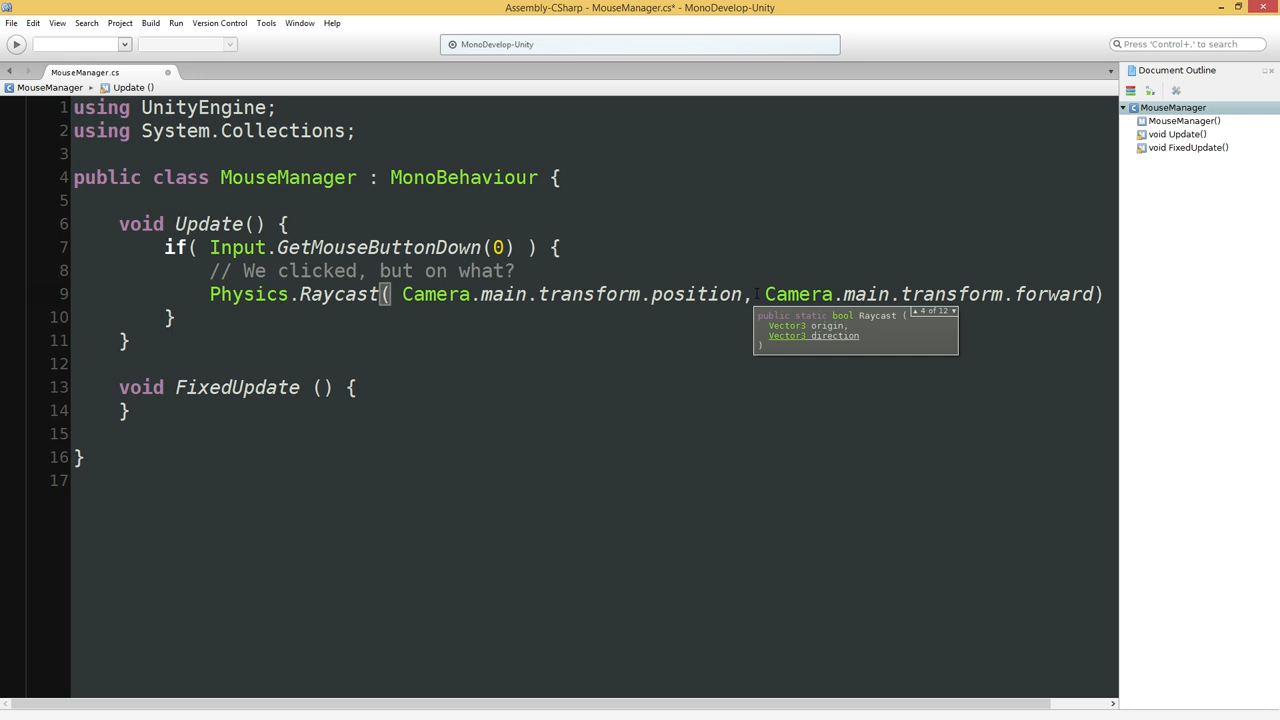 Assembly-CSharp - MouseManager.cs* - MonoDevelop-Unity
File Edit View Search Project Build Run Version Control Tools Window Help
MonoDevelop-Unity
Press 'Control+,' to search
MouseManager.cs
MouseManager ▸ Update ()
1 using UnityEngine;
2 using System.Collections;
3
4 public class MouseManager : MonoBehaviour {
5
6 void Update() {
7 if( Input.GetMouseButtonDown(0) ) {
8 // We clicked, but on what?
9 Physics.Raycast( Camera.main.transform.position, Camera.main.transform.forward)
10 }
11 }
12
13 void FixedUpdate () {
14 }
15
16 }
17
▲ 4 of 12 ▼
public static bool Raycast (
Vector3 origin,
Vector3 direction
)
Document Outline
MouseManager
MouseManager()
void Update()
void FixedUpdate()